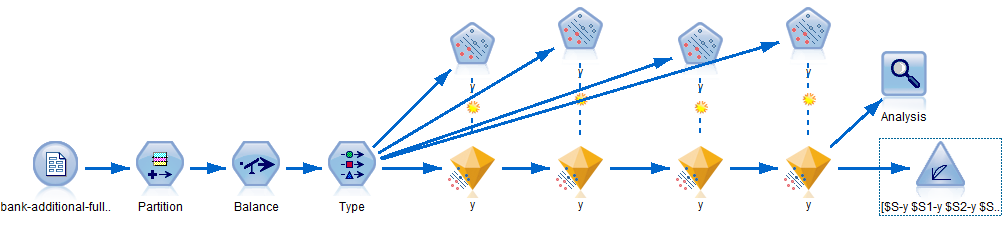 y
y
y
y
Analysis
bank-additional-full..
Partition
Balance
Type
y
y
y
y
[$S-y $S1-y $S2-y $S..